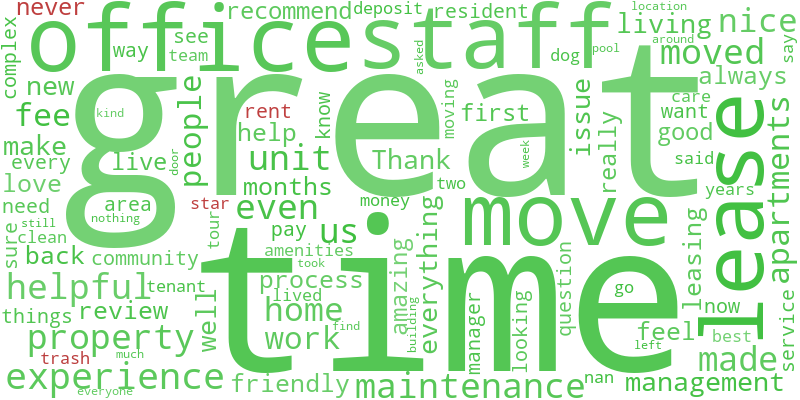 never
recommend
deposit
resident
location
office
staff
nice
complex
way
see
team
dog
pool
around
say
living
moved
asked
new
great
always
fee
kind
people
rent
know
moving
first
issue
really
want
care
good
make
help
door
unit
Thank
week
said
lease
apartments
every
live
love
months
two
years
need
area
star
even
money
move
nothing
still
clean
sure
tour
pay
us
everything
back
community
time
amenities
took
amazing
question
leasing
helpful
tenant
process
lived
go
now
service
things
review
well
home
find
building
manager
looking
feel
best
property
work
left
trash
much
made
experience
everyone
friendly
maintenance
nan
management